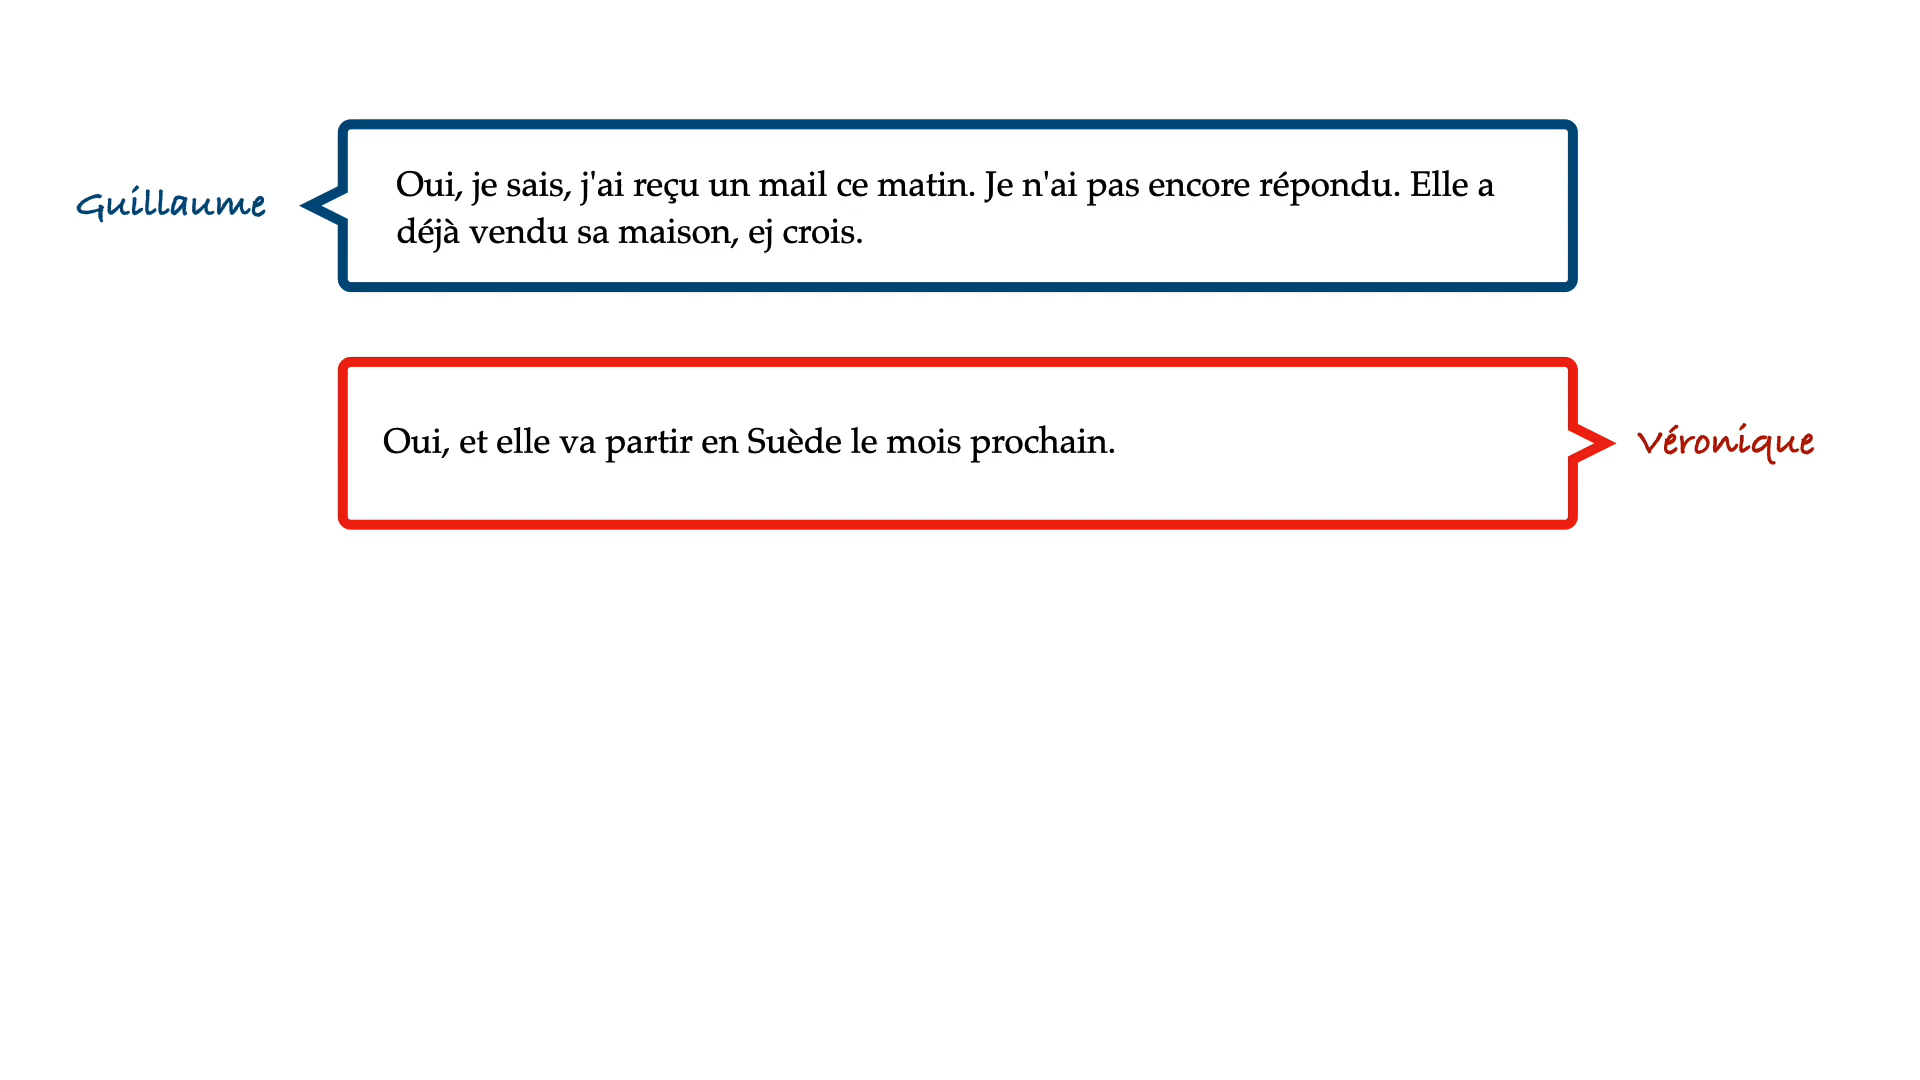 Guillaume
Oui, je sais, j'ai reçu un mail ce matin. Je n'ai pas encore répondu. Elle a
déjà vendu sa maison, ej crois.
Oui, et elle va partir en Suède le mois prochain.
Véronique